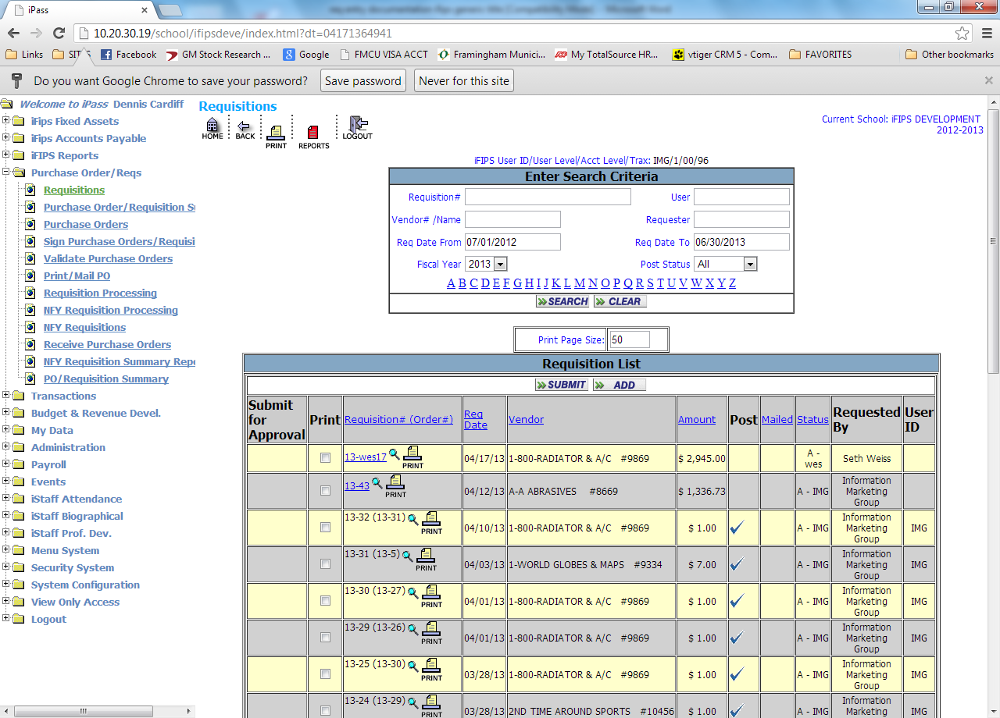 iPass
req entry documentation ifips generic title [Compatibility Mode] - Microsoft Word
10.20.30.19/school/ifipsdeve/index.html?dt=04171364941
Links
Facebook
GM Stock Research ...
Google
FMCU VISA ACCT
Framingham Munici...
My TotalSource HR...
vtiger CRM 5 - Com...
FAVORITES
Other bookmarks
Do you want Google Chrome to save your password?
Save password
Never for this site
Welcome to iPass Dennis Cardiff
iFips Fixed Assets
iFips Accounts Payable
iFIPS Reports
Purchase Order/Reqs
Requisitions
Purchase Order/Requisition
Purchase Orders
Sign Purchase Orders/Requisi
Validate Purchase Orders
Print/Mail PO
Requisition Processing
NFY Requisition Processing
NFY Requisitions
Receive Purchase Orders
NFY Requisition Summary Repo
PO/Requisition Summary
Transactions
Budget & Revenue Devel.
My Data
Administration
Payroll
Events
iStaff Attendance
iStaff Biographical
iStaff Prof. Dev.
Menu System
Security System
System Configuration
View Only Access
Logout
Requisitions
HOME
BACK
PRINT
REPORTS
LOGOUT
Current School: iFIPS DEVELOPMENT
2012-2013
iFIPS User ID/User Level/Acct Level/Trax: IMG/1/00/96
Enter Search Criteria
Requisition# User
Vendor# /Name Requester
Req Date From 07/01/2012 Req Date To 06/30/2013
Fiscal Year 2013 Post Status All
A B C D E F G H I J K L M N O P Q R S T U V W X Y Z
SEARCH CLEAR
Print Page Size: 50
Requisition List
SUBMIT ADD
Submit for Approval Print Requisition# (Order#) Req Date Vendor Amount Post Mailed Status Requested By User ID
13-wes17 PRINT 04/17/13 1-800-RADIATOR & A/C #9869 $ 2,945.00 A - wes Seth Weiss
13-43 PRINT 04/12/13 A-A ABRASIVES #8669 $ 1,336.73 A - IMG Information Marketing Group
13-32 (13-31) PRINT 04/10/13 1-800-RADIATOR & A/C #9869 $ 1.00 A - IMG Information Marketing Group IMG
13-31 (13-5) PRINT 04/03/13 1-WORLD GLOBES & MAPS #9334 $ 7.00 A - IMG Information Marketing Group IMG
13-30 (13-27) PRINT 04/01/13 1-800-RADIATOR & A/C #9869 $ 1.00 A - IMG Information Marketing Group IMG
13-29 (13-26) PRINT 04/01/13 1-800-RADIATOR & A/C #9869 $ 1.00 A - IMG Information Marketing Group IMG
13-25 (13-30) PRINT 03/28/13 1-800-RADIATOR & A/C #9869 $ 1.00 A - IMG Information Marketing Group IMG
13-24 (13-29) PRINT 03/28/13 2ND TIME AROUND SPORTS #10456 $ 1.00 A - IMG Information Marketing IMG